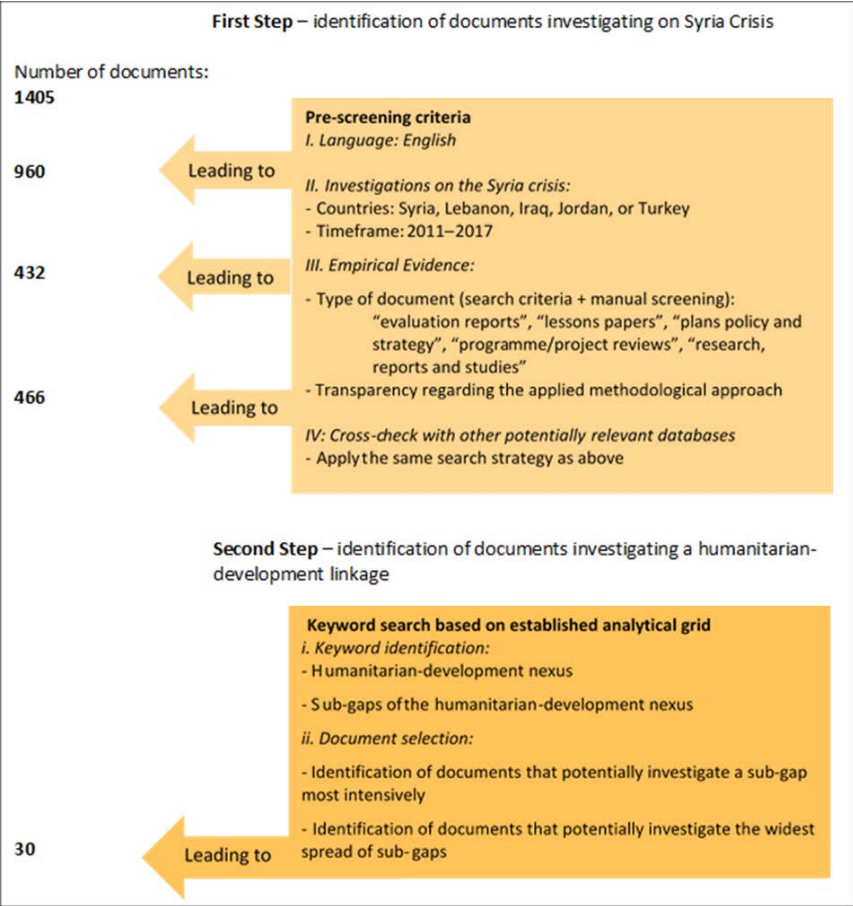 First Step – identification of documents investigating on Syria Crisis
Number of documents:
1405
Pre-screening criteria
I. Language: English
Leading to
960
II. Investigations on the Syria crisis:
- Countries: Syria, Lebanon, Iraq, Jordan, or Turkey
- Timeframe: 2011–2017
432
Leading to
III. Empirical Evidence:
- Type of document (search criteria + manual screening):
“evaluation reports”, “lessons papers”, “plans policy and
strategy”, “programme/project reviews”, “research,
reports and studies”
- Transparency regarding the applied methodological approach
466
Leading to
IV: Cross-check with other potentially relevant databases
- Apply the same search strategy as above
Second Step – identification of documents investigating a humanitarian-
development linkage
Keyword search based on established analytical grid
i. Keyword identification:
- Humanitarian-development nexus
- Sub-gaps of the humanitarian-development nexus
ii. Document selection:
- Identification of documents that potentially investigate a sub-gap
most intensively
- Identification of documents that potentially investigate the widest
spread of sub-gaps
30
Leading to